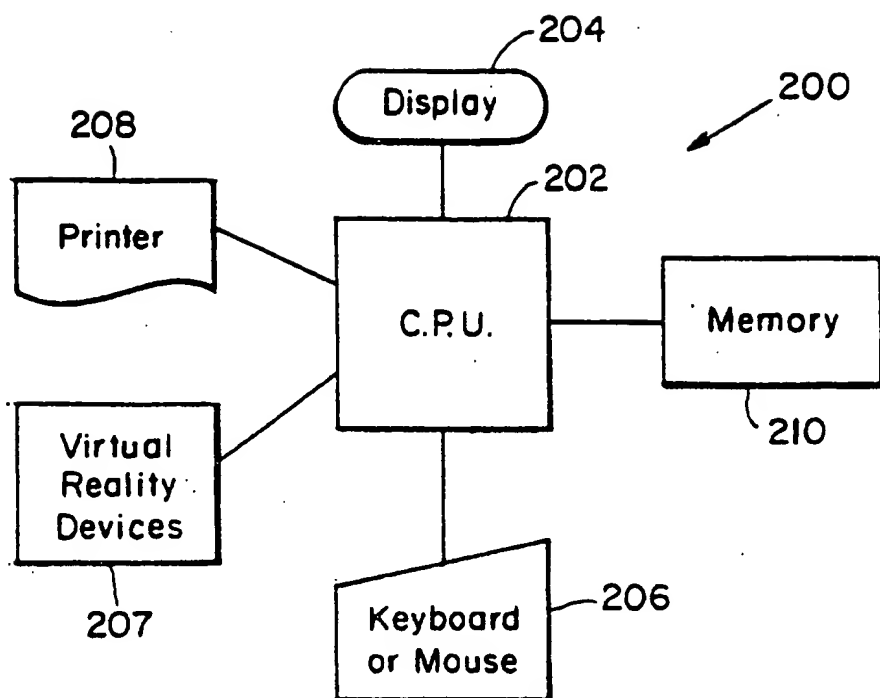 204
Display
200
208
202
Printer
C.P.U.
Memory
210
Virtual
Reality
Devices
207
206
Keyboard
or Mouse